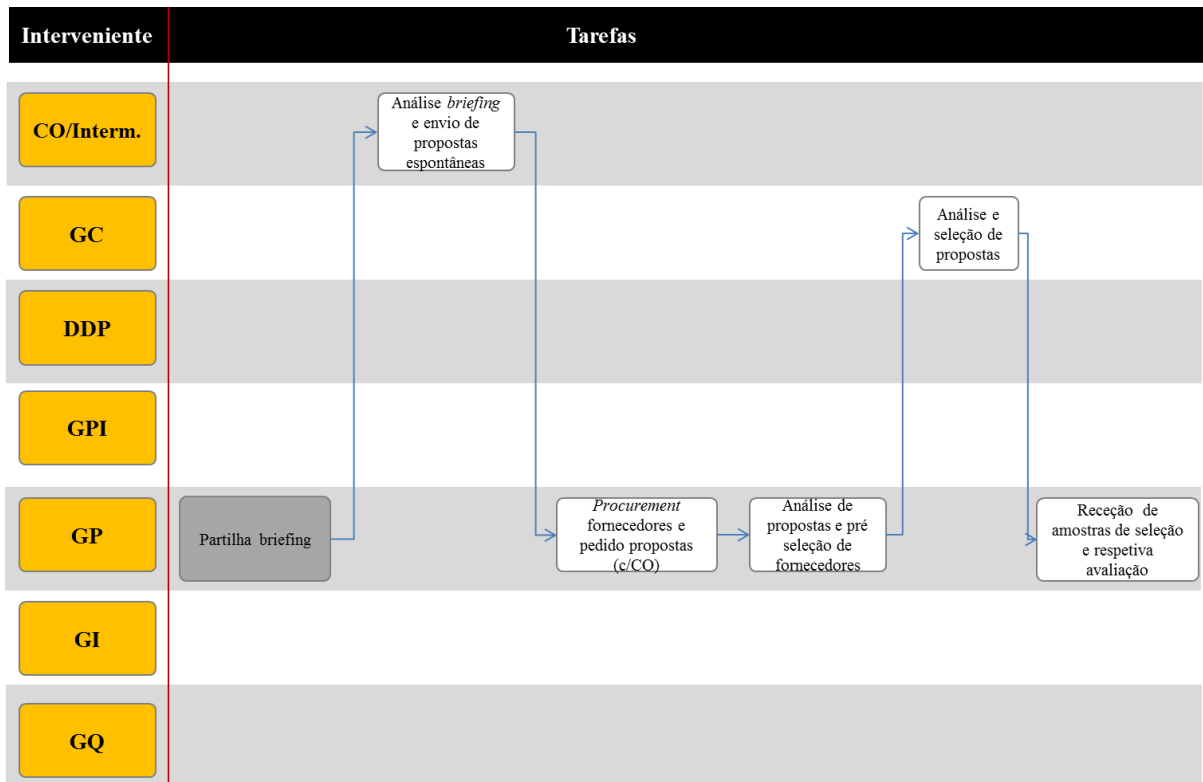 Interveniente
Tarefas
CO/Interm.
Análise briefing
e envio de
propostas
espontâneas
GC
Análise e
seleção de
propostas
DDP
GPI
GP
Partilha briefing
Procurement
fornecedores e
pedido propostas
(c/CO)
Análise de
propostas e pré
seleção de
fornecedores
Receção de
amostras de seleção
e respetiva
avaliação
GI
GQ